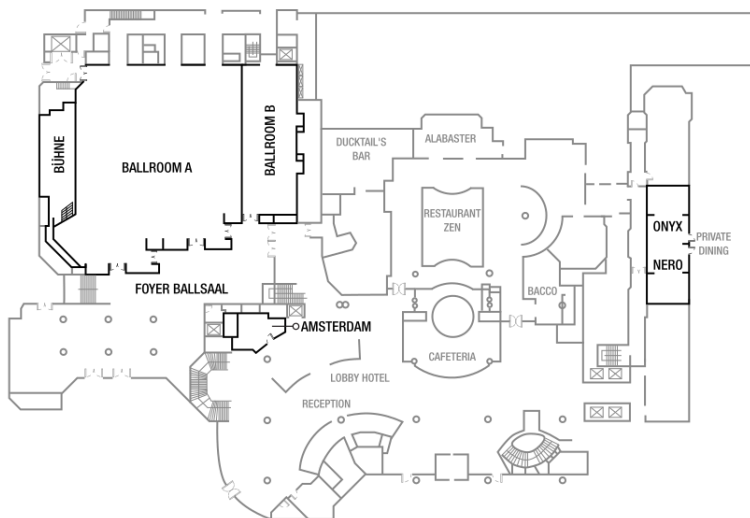 BÜHNE
BALLROOM A
BALLROOM B
DUCKTAIL'S
BAR
ALABASTER
RESTAURANT
ZEN
ONYX
NERO
PRIVATE
DINING
FOYER BALLSAAL
BACCO
AMSTERDAM
CAFETERIA
LOBBY HOTEL
RECEPTION